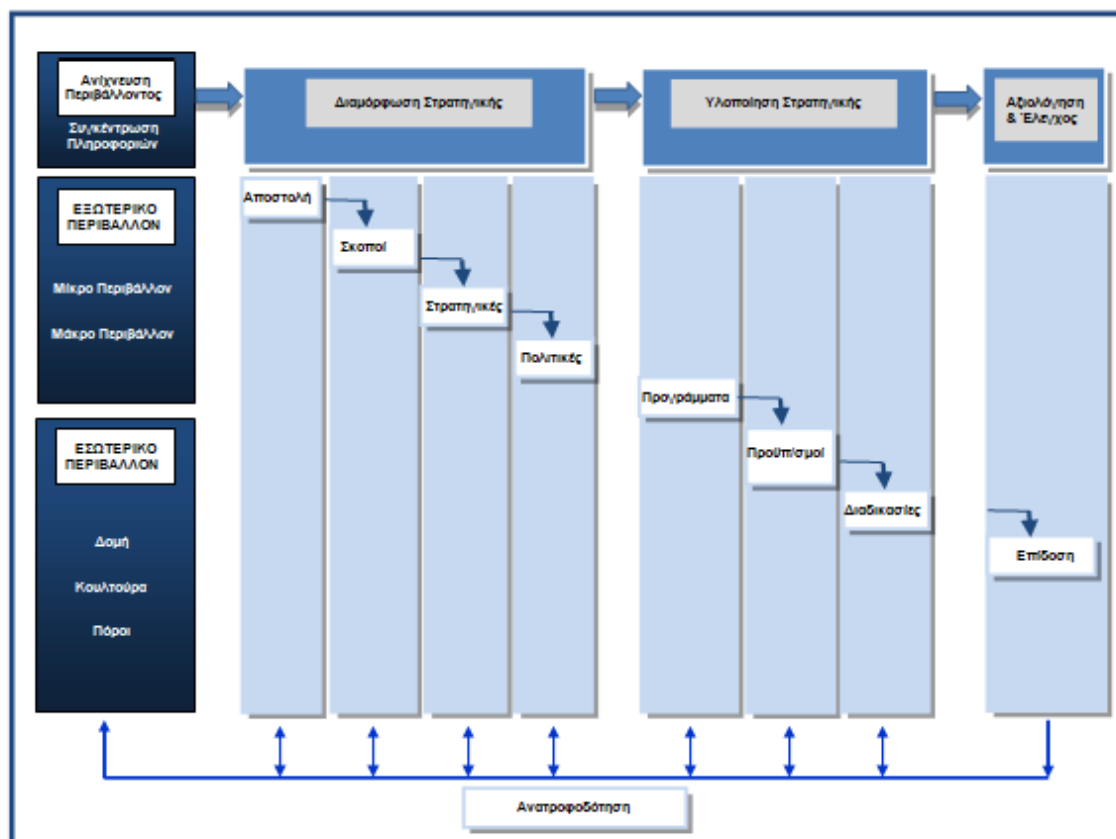 Ανίχνευση
Περιβάλλοντος
Συγκέντρωση
Πληροφοριών
Διαμόρφωση Στρατηγικής
Υλοποίηση Στρατηγικής
Αξιολόγηση
& Έλεγχος
ΕΞΩΤΕΡΙΚΟ
ΠΕΡΙΒΑΛΛΟΝ
Μίκρο Περιβάλλον
Μάκρο Περιβάλλον
Αποστολή
Σκοποί
Στρατηγικές
Πολιτικές
Προγράμματα
Προϋπ/σμοί
Διαδικασίες
Επίδοση
ΕΣΩΤΕΡΙΚΟ
ΠΕΡΙΒΑΛΛΟΝ
Δομή
Κουλτούρα
Πόροι
Ανατροφοδότηση